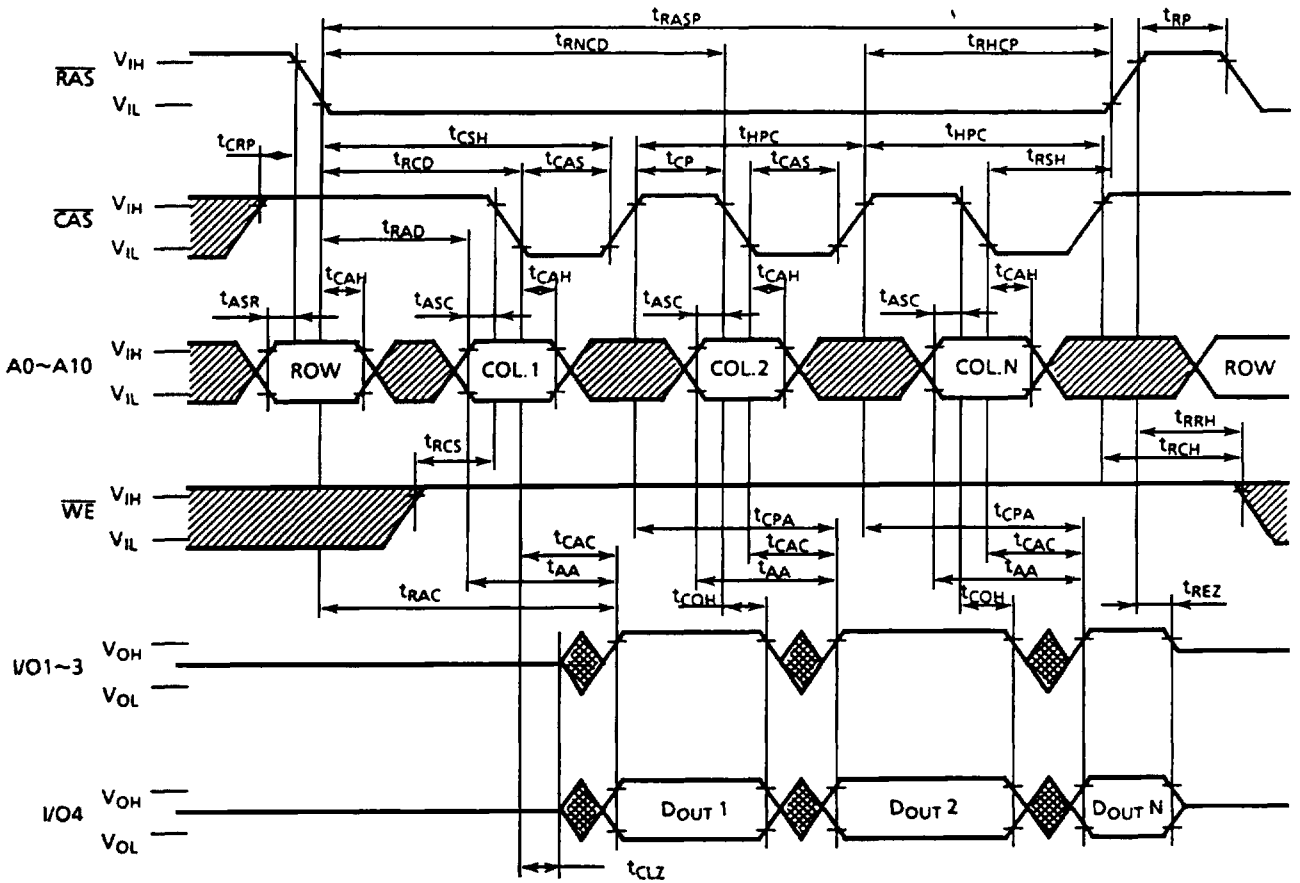 tRASP
tRP
tRNCD
tRHCP
RAS
VIH
VIL
tCRP
tCSH
tHPC
tHPC
tRCD
tCAS
tCP
tCAS
tRSH
CAS
VIH
VIL
tRAD
tASR
tCAH
tASC
tCAH
tASC
tCAH
tASC
tCAH
A0~A10
VIH
VIL
ROW
COL.1
COL.2
COL.N
ROW
tRCS
tRRH
tRCH
WE
VIH
VIL
tCPA
tCPA
tCAC
tCAC
tCAC
tAA
tAA
tAA
tRAC
tCOH
tCOH
tREZ
I/O1~3
VOH
VOL
I/O4
VOH
VOL
DOUT 1
DOUT 2
DOUT N
tCLZ